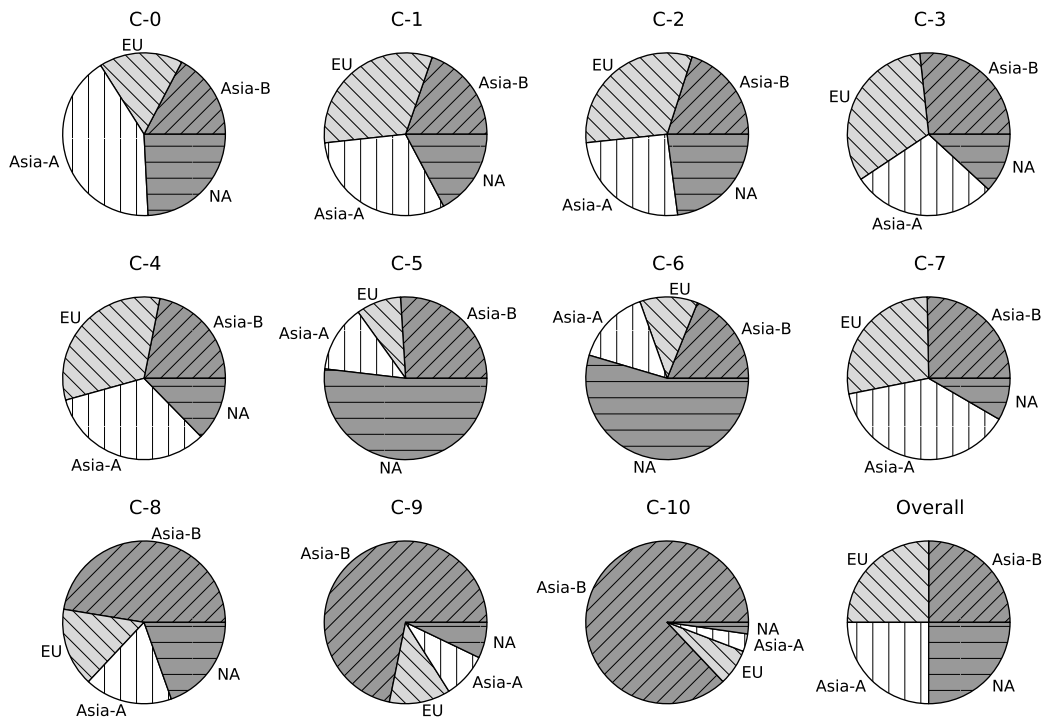 C-0
C-1
C-2
C-3
EU
Asia-B
Asia-A
NA
EU
Asia-B
Asia-A
NA
EU
Asia-B
Asia-A
NA
EU
Asia-B
Asia-A
NA
C-4
C-5
C-6
C-7
EU
Asia-B
Asia-A
NA
EU
Asia-B
Asia-A
NA
EU
Asia-B
Asia-A
NA
EU
Asia-B
Asia-A
NA
C-8
C-9
C-10
Overall
Asia-B
EU
Asia-A
NA
Asia-B
NA
Asia-A
EU
Asia-B
NA
Asia-A
EU
EU
Asia-B
Asia-A
NA